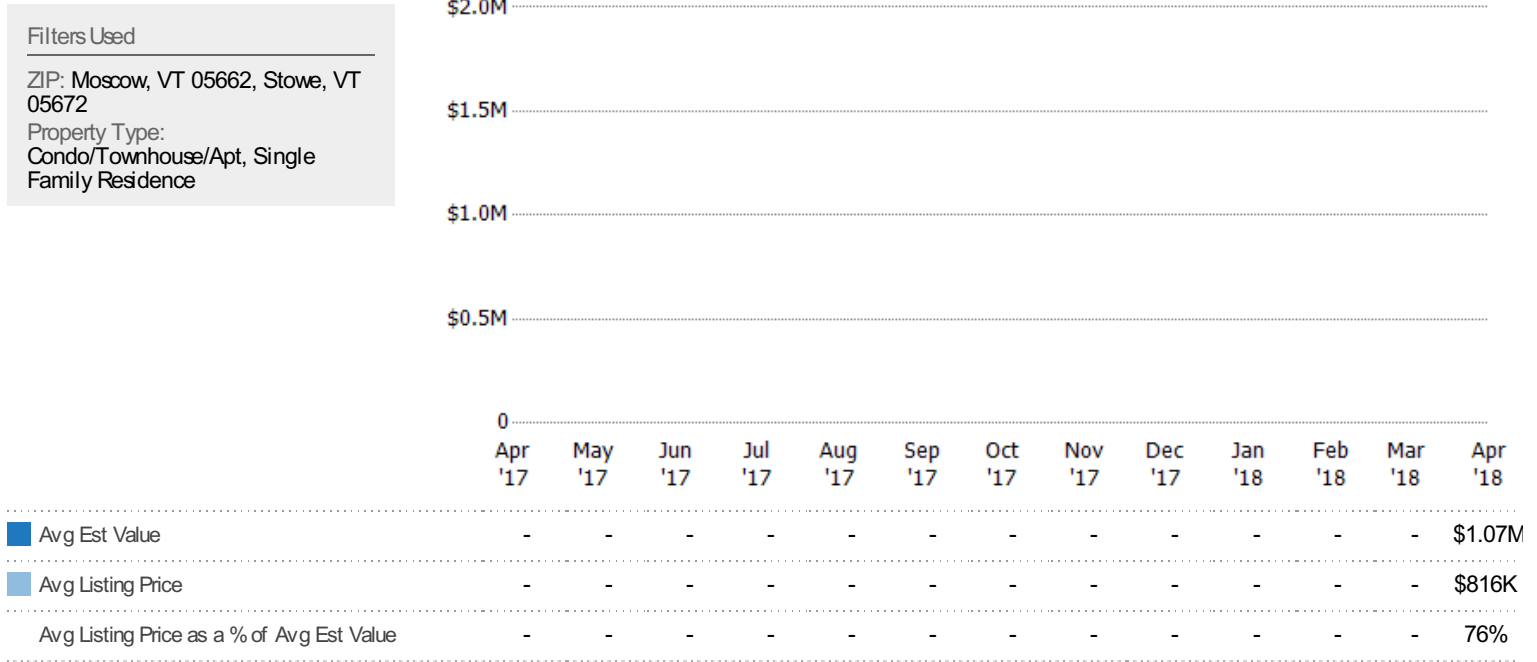 Filters Used
ZIP: Moscow, VT 05662, Stowe, VT
05672
Property Type:
Condo/Townhouse/Apt, Single
Family Residence
$2.0M
$1.5M
$1.0M
$0.5M
0
Apr May Jun Jul Aug Sep Oct Nov Dec Jan Feb Mar Apr
'17 '17 '17 '17 '17 '17 '17 '17 '17 '18 '18 '18 '18
Avg Est Value - - - - - - - - - - - - $1.07M
Avg Listing Price - - - - - - - - - - - - $816K
Avg Listing Price as a % of Avg Est Value - - - - - - - - - - - - 76%